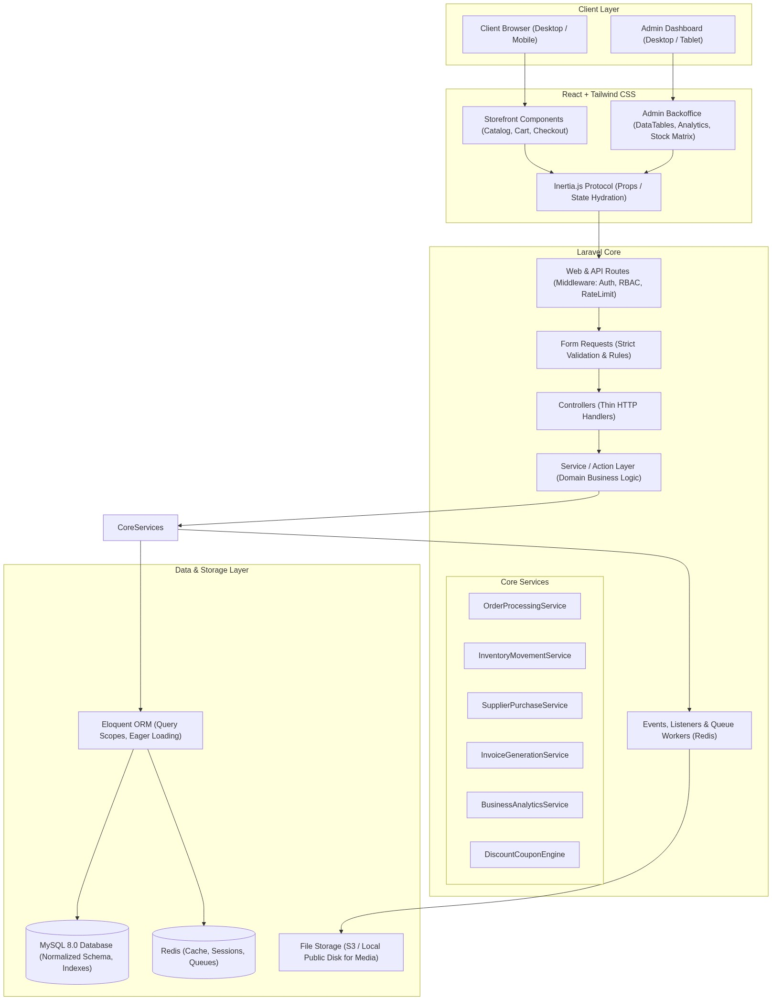 Client Layer
Client Browser (Desktop /
Mobile)
Admin Dashboard
(Desktop / Tablet)
React + Tailwind CSS
Storefront Components
(Catalog, Cart, Checkout)
Admin Backoffice
(DataTables, Analytics,
Stock Matrix)
Inertia.js Protocol (Props /
State Hydration)
Laravel Core
Web & API Routes
(Middleware: Auth, RBAC,
RateLimit)
Form Requests (Strict
Validation & Rules)
Controllers (Thin HTTP
Handlers)
Service / Action Layer
(Domain Business Logic)
CoreServices
Data & Storage Layer
Core Services
OrderProcessingService
InventoryMovementService
SupplierPurchaseService
InvoiceGenerationService
BusinessAnalyticsService
DiscountCouponEngine
Eloquent ORM (Query
Scopes, Eager Loading)
Events, Listeners & Queue
Workers (Redis)
MySQL 8.0 Database
(Normalized Schema,
Indexes)
Redis (Cache, Sessions,
Queues)
File Storage (S3 / Local
Public Disk for Media)